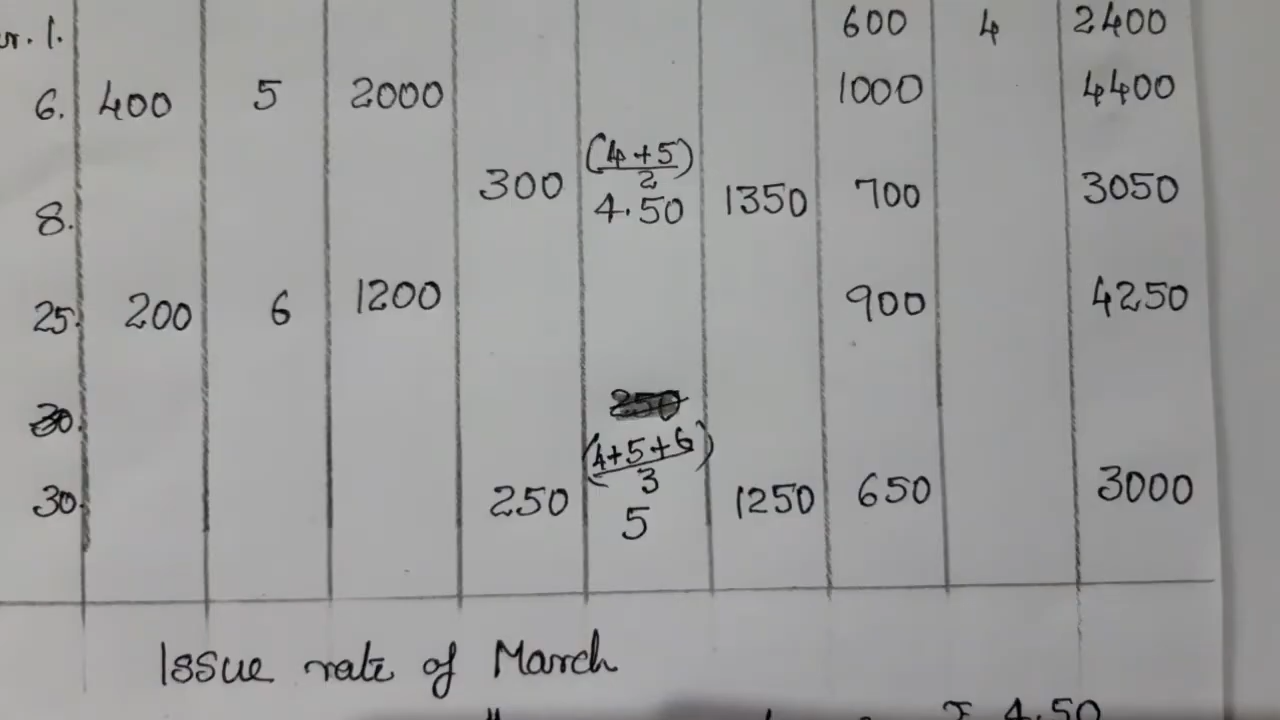 r. 1. 600 4 2400
6. 400 5 2000 1000 4400
(4+5)
2
8. 300 4.50 1350 700 3050
25. 200 6 1200 900 4250
250
30.
(4+5+6)
3
30. 250 5 1250 650 3000
Issue rate of March
₹ 4.50